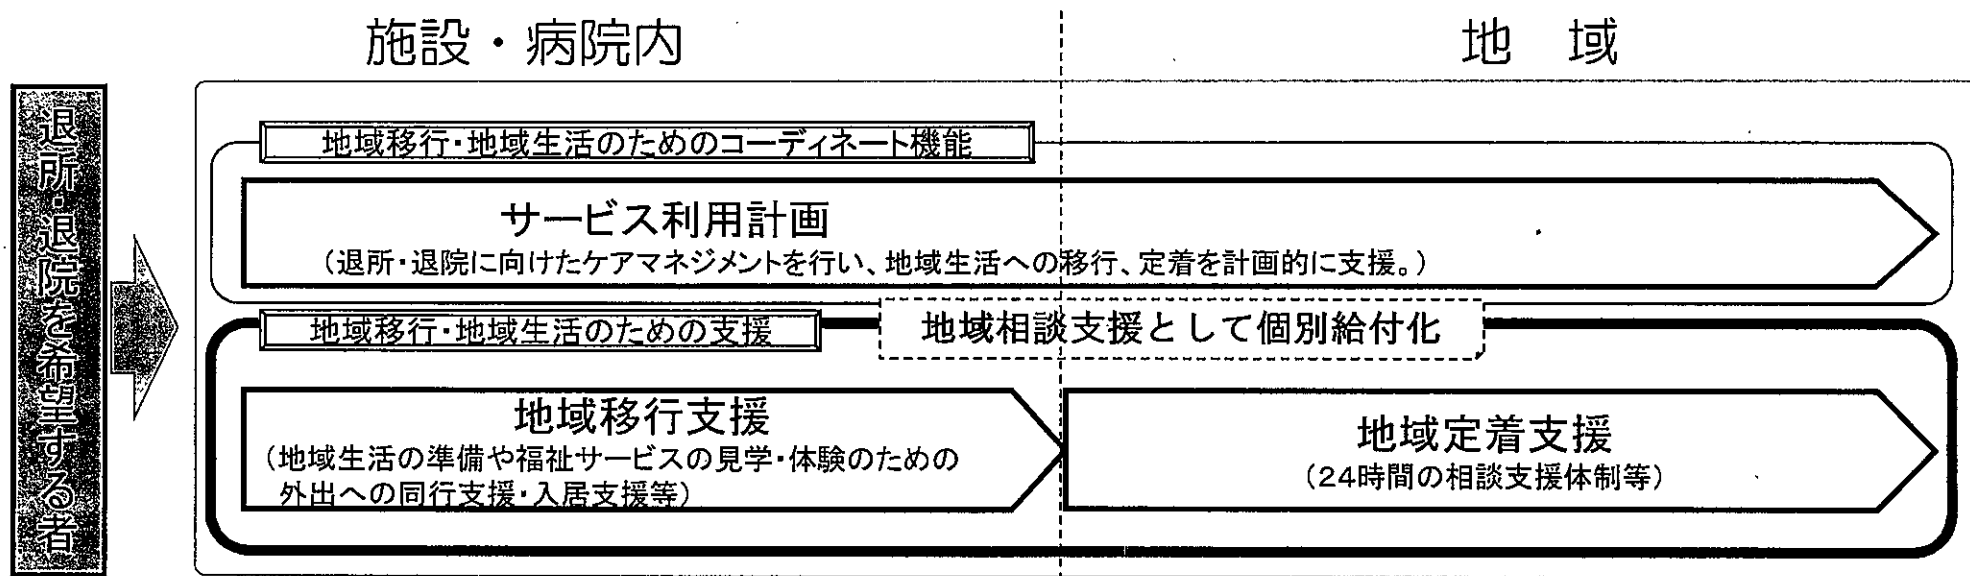 施設・病院内
地 域
退所・退院を希望する者
地域移行・地域生活のためのコーディネート機能
サービス利用計画
（退所・退院に向けたケアマネジメントを行い、地域生活への移行、定着を計画的に支援。）
地域移行・地域生活のための支援
地域相談支援として個別給付化
地域移行支援
（地域生活の準備や福祉サービスの見学・体験のための
外出への同行支援・入居支援等）
地域定着支援
（24時間の相談支援体制等）